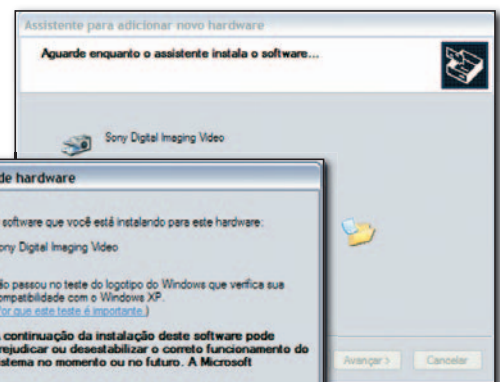 Assistente para adicionar novo hardware
Aguarde enquanto o assistente instala o software...
Sony Digital Imaging Video
de hardware
software que você está instalando para este hardware:
ony Digital Imaging Video
ão passou no teste do logotipo do Windows que verifica sua
ompatibilidade com o Windows XP.
or que este teste é importante.)
continuação da instalação deste software pode
rejudicar ou desestabilizar o correto funcionamento do
istema no momento ou no futuro. A Microsoft
Avançar >
Cancelar